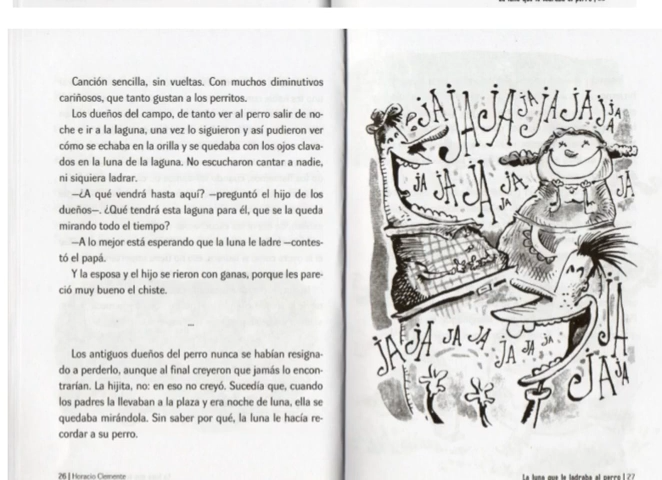 Canción sencilla, sin vueltas. Con muchos diminutivos
cariñosos, que tanto gustan a los perritos.
Los dueños del campo, de tanto ver al perro salir de no-
che e ir a la laguna, una vez lo siguieron y así pudieron ver
cómo se echaba en la orilla y se quedaba con los ojos clava-
dos en la luna de la laguna. No escucharon cantar a nadie,
ni siquiera ladrar.
—¿A qué vendrá hasta aquí? —preguntó el hijo de los
dueños—. ¿Qué tendrá esta laguna para él, que se la queda
mirando todo el tiempo?
—A lo mejor está esperando que la luna le ladre —contes-
tó el papá.
Y la esposa y el hijo se rieron con ganas, porque les pare-
ció muy bueno el chiste.
—
Los antiguos dueños del perro nunca se habían resigna-
do a perderlo, aunque al final creyeron que jamás lo encon-
trarían. La hijita, no: en eso no creyó. Sucedía que, cuando
los padres la llevaban a la plaza y era noche de luna, ella se
quedaba mirándola. Sin saber por qué, la luna le hacía re-
cordar a su perro.
26 | Horacio Clemente
JA JA JA JA JA JA JA JA
JA JA JA JA JA JA
JA JA JA JA JA JA JA JA
JA JA
La luna que le ladraba al perro | 27